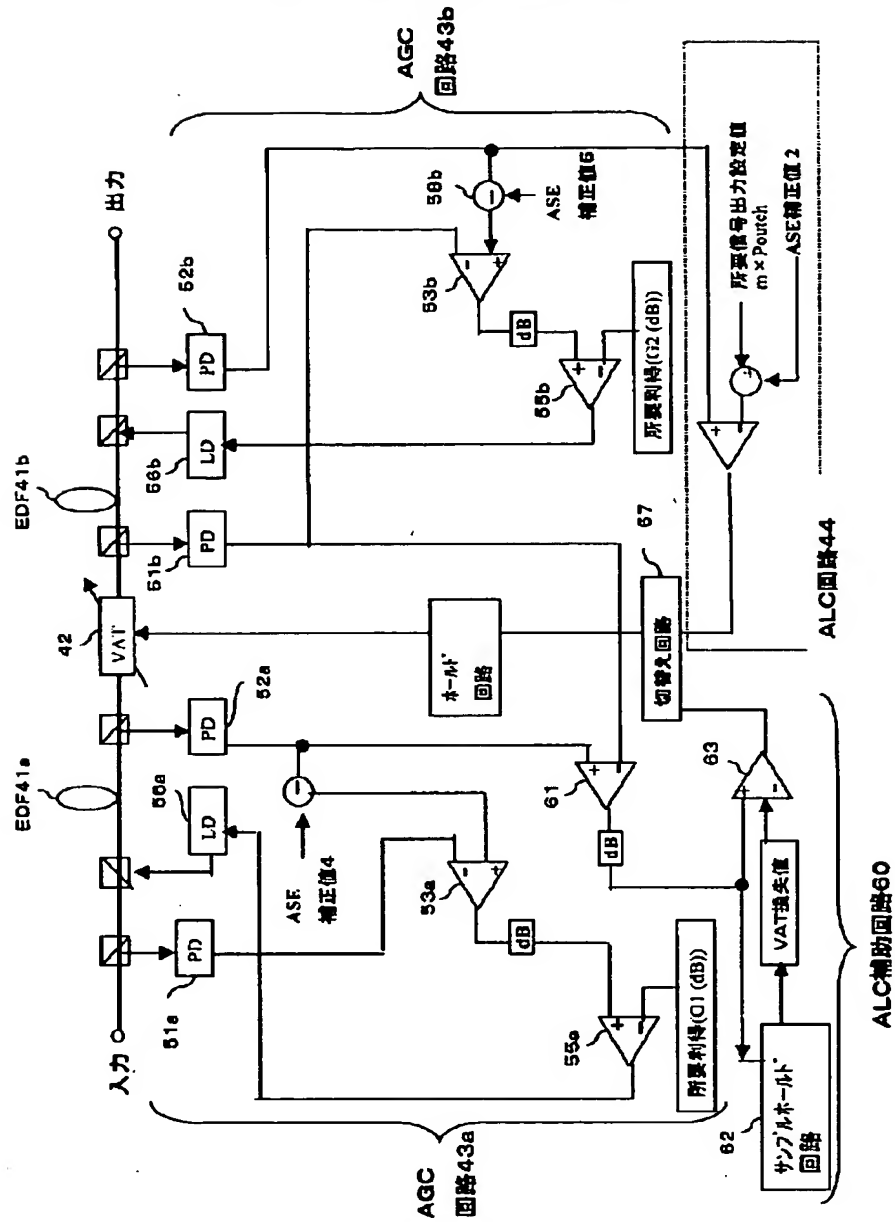 入力
出力
EDF41a
EDF41b
42
VAT
51a
PD
56a
LD
52a
PD
51b
PD
56b
LD
52b
PD
AGC
回路43a
AGC
回路43b
ASE
補正値4
53a
-
+
dB
55a
+
-
所要利得(G1(dB))
ホールド
回路
61
+
-
dB
切替え回路
67
63
+
-
VAT損失値
62
サンプルホールド
回路
ALC補助回路60
58b
-
ASE
補正値6
53b
-
+
dB
55b
+
-
所要利得(G2(dB))
所要信号出力設定値
m×Poutch
ASE補正値2
+
-
ALC回路44